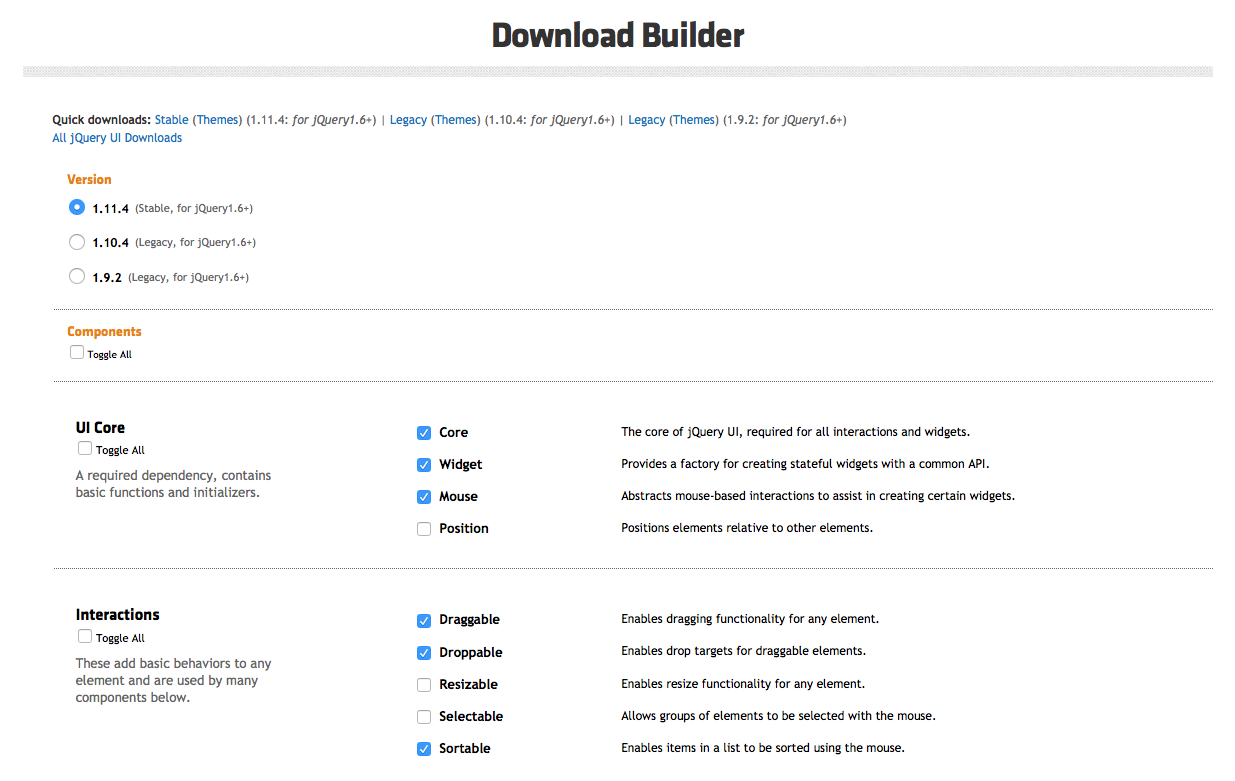 Download Builder
Quick downloads: Stable (Themes) (1.11.4: for jQuery1.6+) | Legacy (Themes) (1.10.4: for jQuery1.6+) | Legacy (Themes) (1.9.2: for jQuery1.6+)
All jQuery UI Downloads
Version
1.11.4 (Stable, for jQuery1.6+)
1.10.4 (Legacy, for jQuery1.6+)
1.9.2 (Legacy, for jQuery1.6+)
Components
Toggle All
UI Core
Toggle All
A required dependency, contains
basic functions and initializers.
Core The core of jQuery UI, required for all interactions and widgets.
Widget Provides a factory for creating stateful widgets with a common API.
Mouse Abstracts mouse-based interactions to assist in creating certain widgets.
Position Positions elements relative to other elements.
Interactions
Toggle All
These add basic behaviors to any
element and are used by many
components below.
Draggable Enables dragging functionality for any element.
Droppable Enables drop targets for draggable elements.
Resizable Enables resize functionality for any element.
Selectable Allows groups of elements to be selected with the mouse.
Sortable Enables items in a list to be sorted using the mouse.